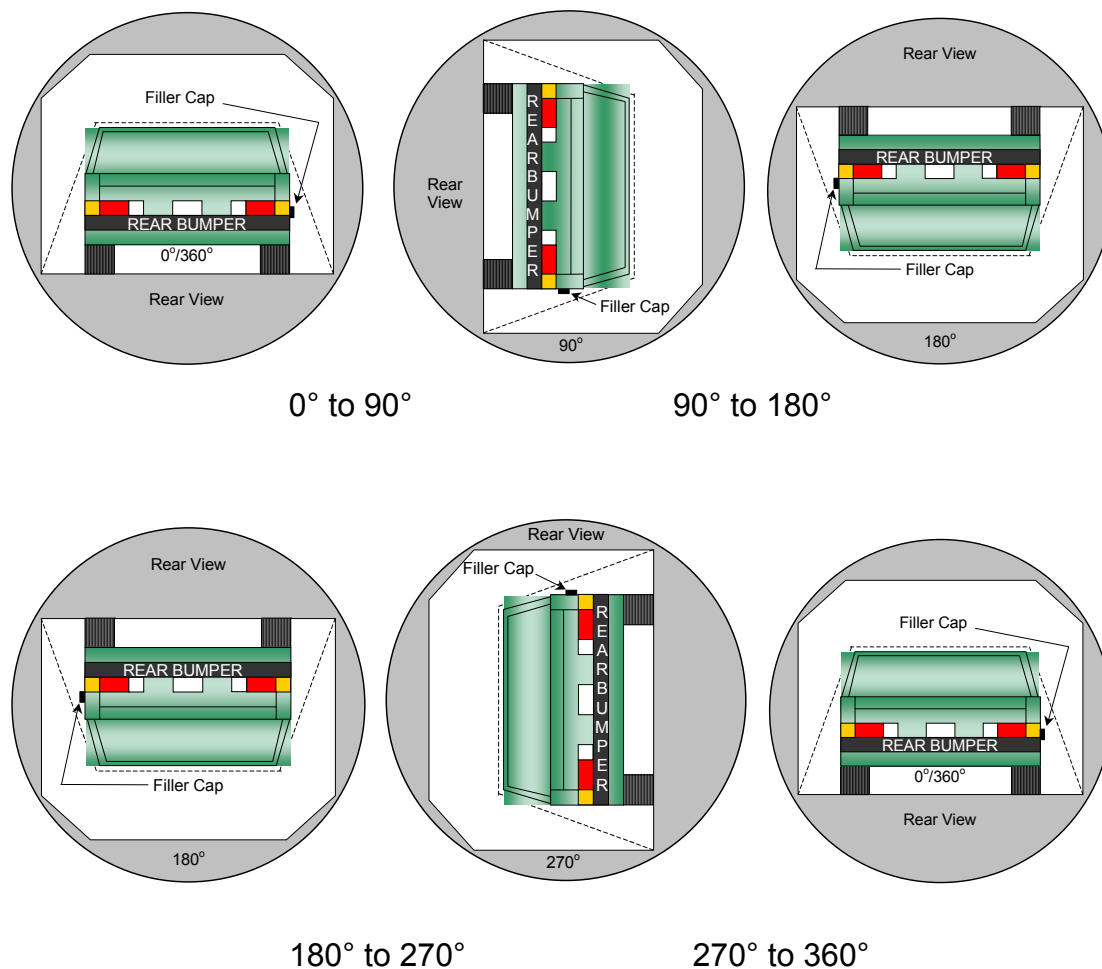 Filler Cap
REAR BUMPER
0°/360°
Rear View
Rear
View
REARBUMPER
Filler Cap
90°
Rear View
REAR BUMPER
Filler Cap
180°
0° to 90°
90° to 180°
Rear View
REAR BUMPER
Filler Cap
180°
Rear View
Filler Cap
REARBUMPER
270°
Filler Cap
REAR BUMPER
0°/360°
Rear View
180° to 270°
270° to 360°